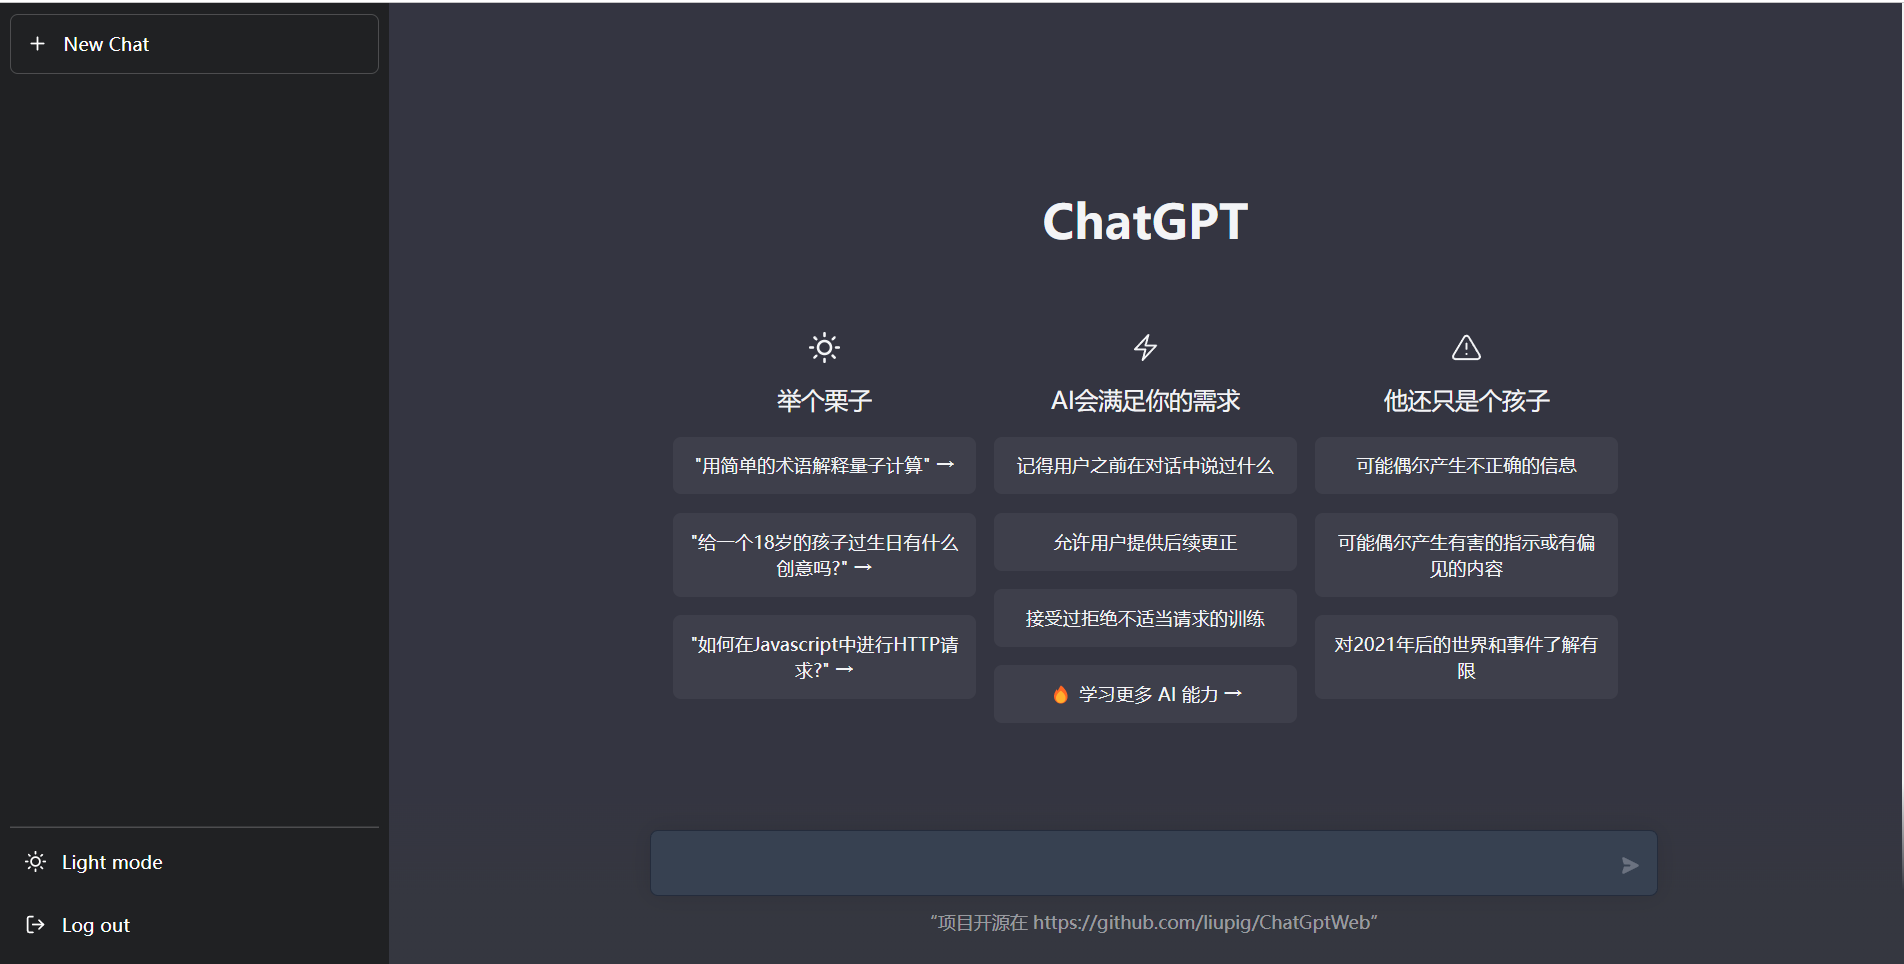 New Chat
ChatGPT
举个栗子
"用简单的术语解释量子计算" →
"给一个18岁的孩子过生日有什么
创意吗?" →
"如何在Javascript中进行HTTP请
求?" →
AI会满足你的需求
记得用户之前在对话中说过什么
允许用户提供后续更正
接受过拒绝不适当请求的训练
🔥 学习更多 AI 能力 →
他还只是个孩子
可能偶尔产生不正确的信息
可能偶尔产生有害的指示或有偏
见的内容
对2021年后的世界和事件了解有
限
Light mode
Log out
“项目开源在 https://github.com/liupig/ChatGptWeb”